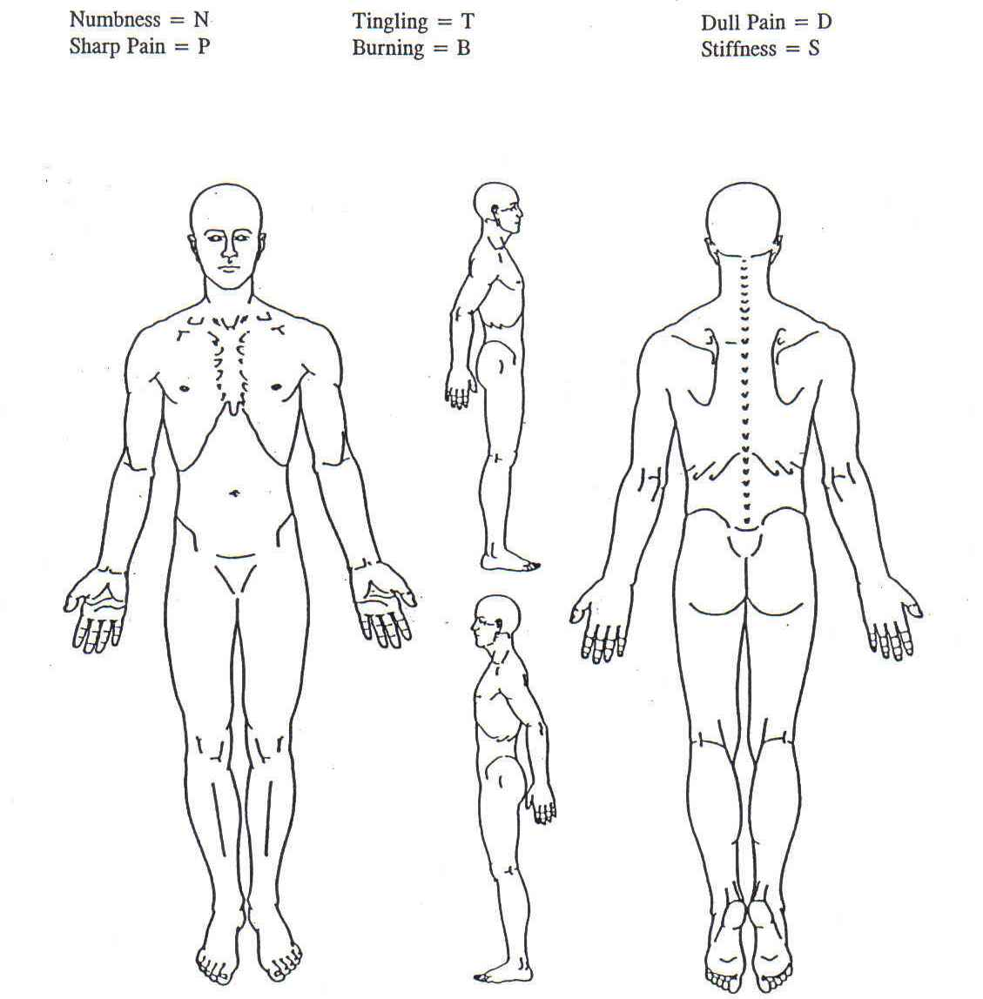 Numbness = N Tingling = T Dull Pain = D
Sharp Pain = P Burning = B Stiffness = S